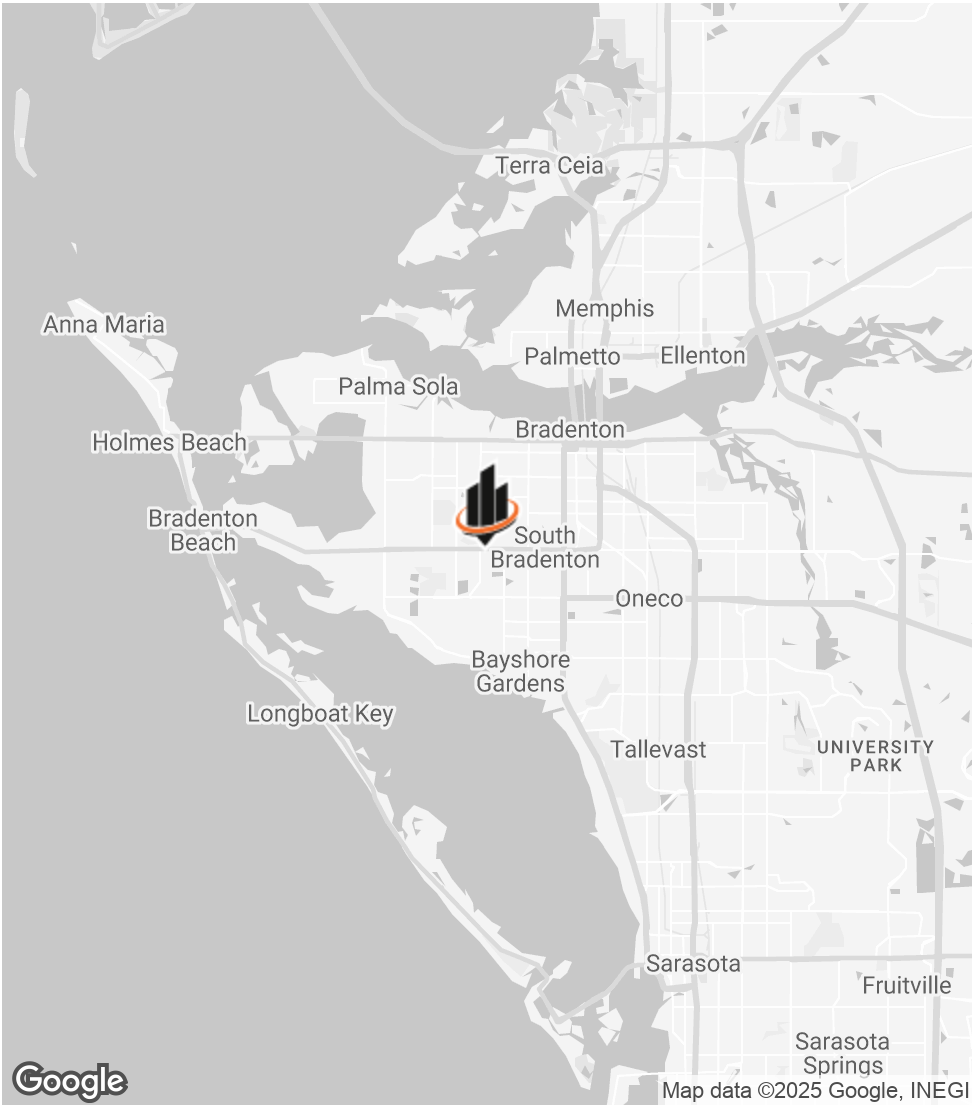 Terra Ceia
Memphis
Anna Maria
Palmetto
Ellenton
Palma Sola
Bradenton
Holmes Beach
Bradenton
Beach
South
Bradenton
Oneco
Bayshore
Gardens
Longboat Key
Tallevast
UNIVERSITY
PARK
Sarasota
Fruitville
Sarasota
Springs
Google
Map data ©2025 Google, INEGI